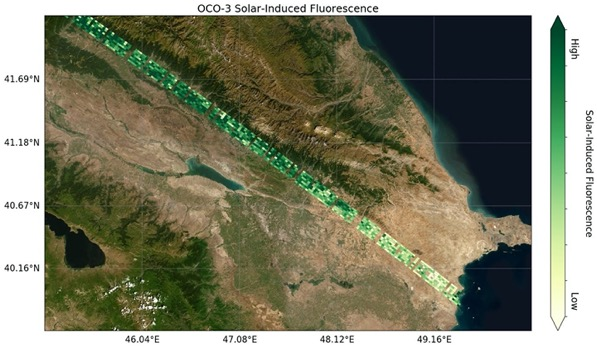 OCO-3 Solar-Induced Fluorescence
41.69°N
41.18°N
40.67°N
40.16°N
46.04°E 47.08°E 48.12°E 49.16°E
High
Solar-Induced Fluorescence
Low